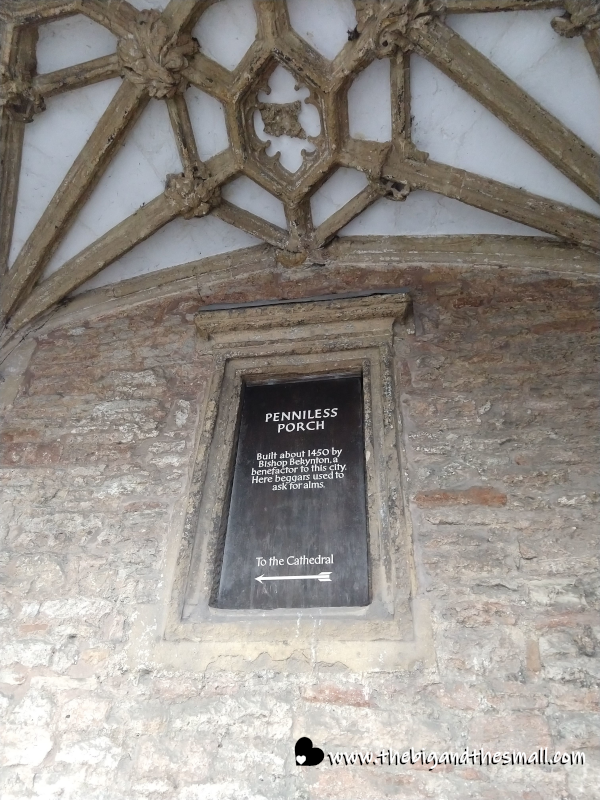 PENNILESS
PORCH
Built about 1450 by
Bishop Bekynton, a
benefactor to this city.
Here beggars used to
ask for alms.
To the Cathedral
www.thebigandthesmall.com